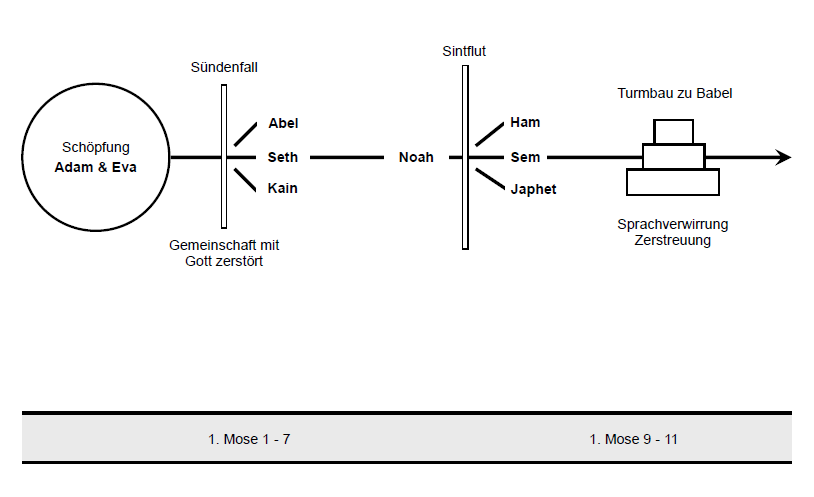 Sintflut
Sündenfall
Turmbau zu Babel
Abel
Ham
Schöpfung
Adam & Eva
Seth
Noah
Sem
Kain
Japhet
Gemeinschaft mit
Gott zerstört
Sprachverwirrung
Zerstreuung
1. Mose 1 - 7
1. Mose 9 - 11